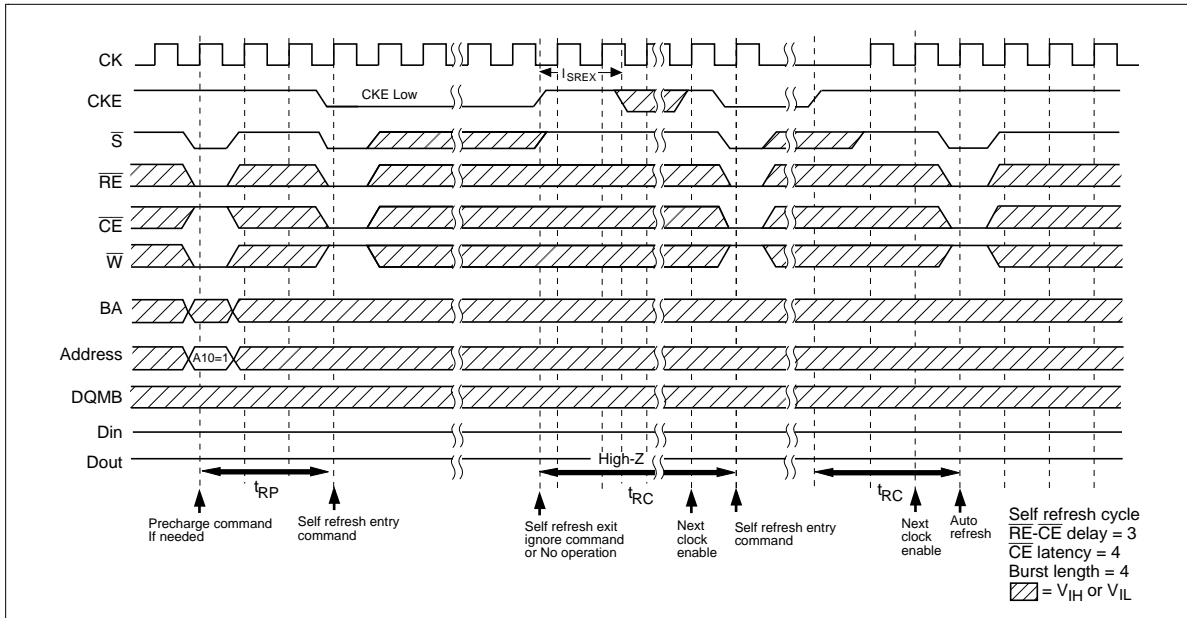 CK
lSREX
CKE
CKE Low
S
RE
CE
W
BA
Address
A10=1
DQMB
Din
Dout
High-Z
tRP
tRC
tRC
Precharge command
If needed
Self refresh entry
command
Self refresh exit
ignore command
or No operation
Next
clock
enable
Self refresh entry
command
Next
clock
enable
Auto
refresh
Self refresh cycle
RE-CE delay = 3
CE latency = 4
Burst length = 4
= VIH or VIL